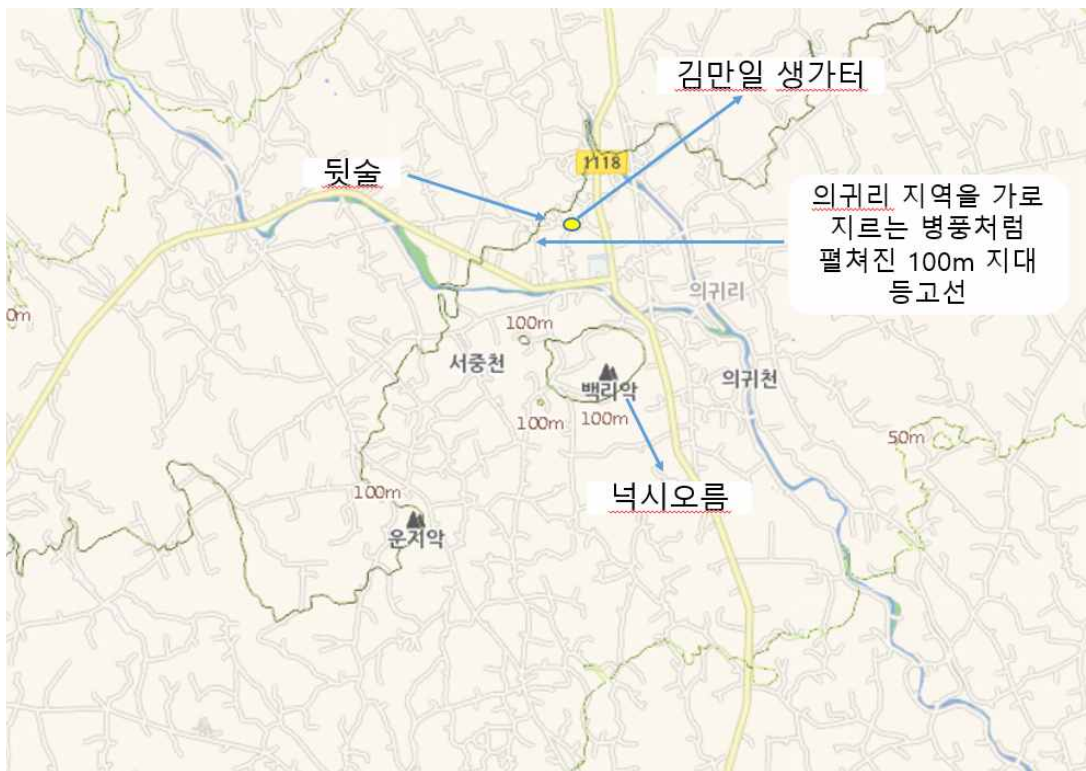 김만일 생가터
1118
뒷술
의귀리 지역을 가로
지르는 병풍처럼
펼쳐진 100m 지대
등고선
의귀리
0m
100m
서중천
백리악
의귀천
100m
100m
50m
100m
넉시오름
운지악